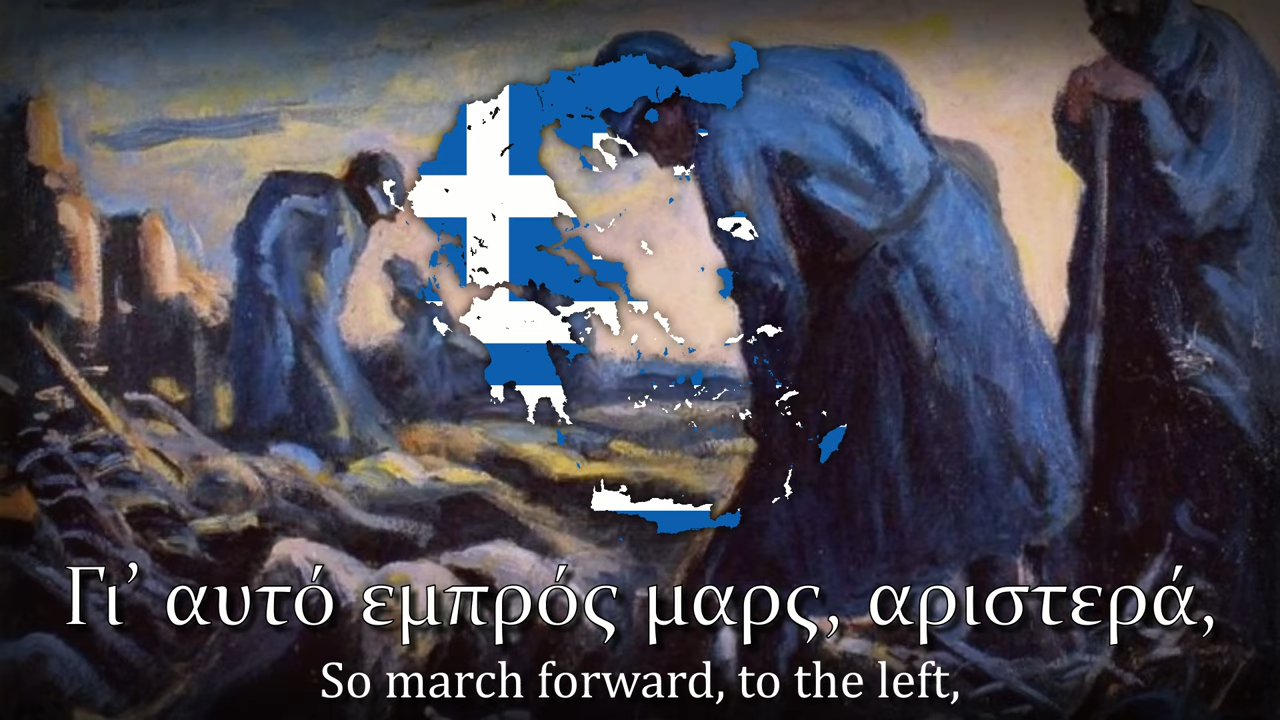 Γι’ αυτό εμπρός μαρς, αριστερά,
So march forward, to the left,